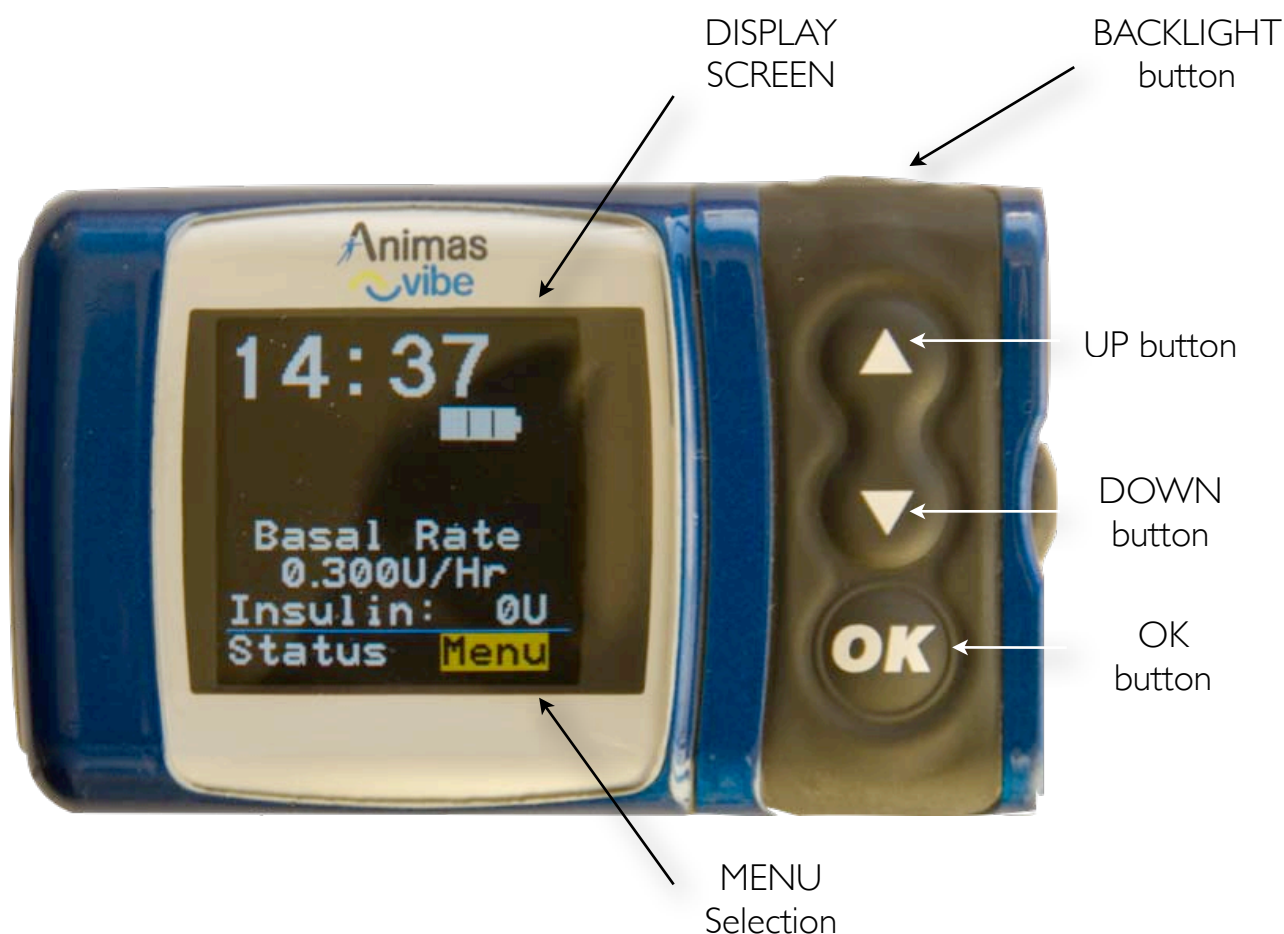 DISPLAY
SCREEN
BACKLIGHT
button
Animas
vibe
14:37
UP button
DOWN
button
Basal Rate
0.300U/Hr
Insulin: 0U
Status Menu
OK
OK
button
MENU
Selection